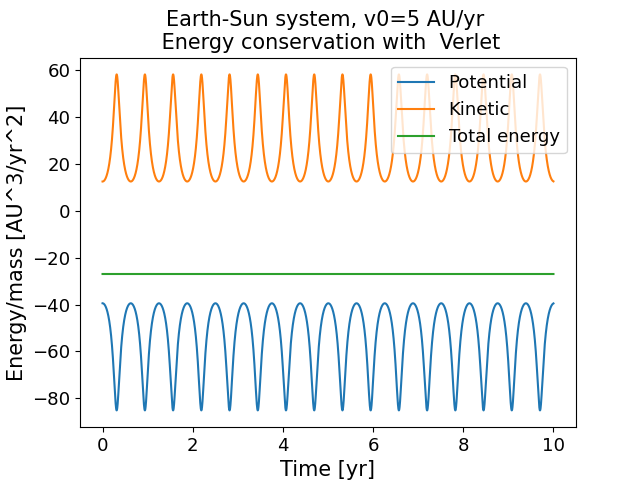 Earth-Sun system, v0=5 AU/yr
Energy conservation with  Verlet
Potential
Kinetic
Total energy
Energy/mass [AU^3/yr^2]
60
40
20
0
−20
−40
−60
−80
0 2 4 6 8 10
Time [yr]